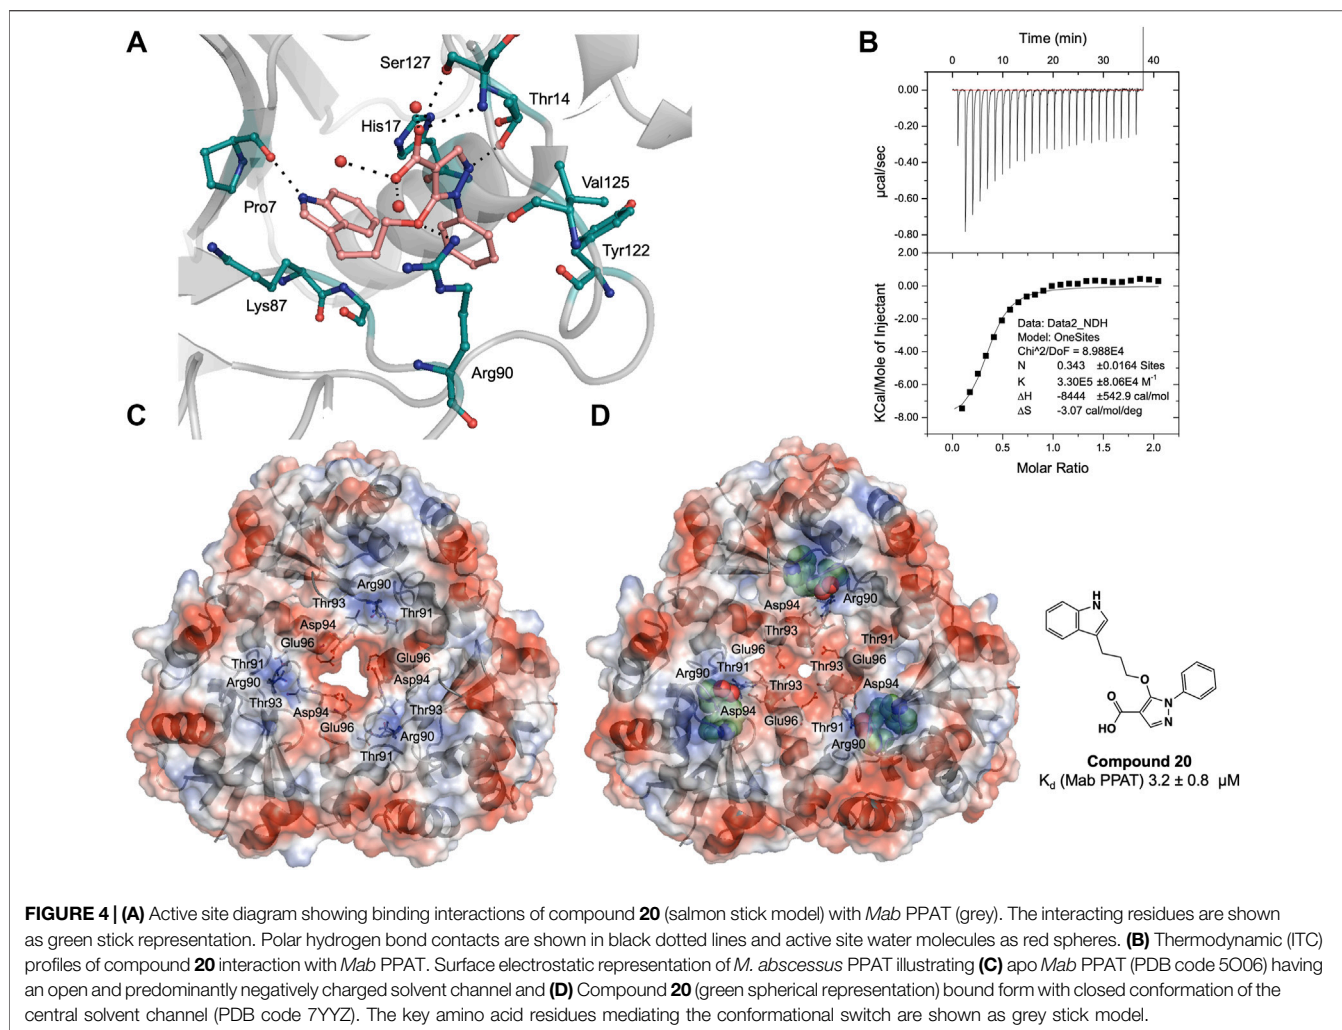 A
Ser127
Thr14
His17
Val125
Pro7
Tyr122
Lys87
Arg90
B
Time (min)
0 10 20 30 40
0.00
-0.20
-0.40
-0.60
-0.80
µcal/sec
2.00
0.00
-2.00
-4.00
-6.00
-8.00
KCal/Mole of Injectant
Data: Data2_NDH
Model: OneSites
Chi^2/DoF = 8.988E4
N 0.343 ±0.0164 Sites
K 3.30E5 ±8.06E4 M⁻¹
ΔH -8444 ±542.9 cal/mol
ΔS -3.07 cal/mol/deg
0.0 0.5 1.0 1.5 2.0
Molar Ratio
C
Arg90
Thr93
Thr91
Asp94
Glu96
Glu96
Thr91
Arg90
Asp94
Thr93
Thr93
Asp94
Glu96
Arg90
Thr91
D
Arg90
Asp94
Thr93
Thr91
Glu96
Glu96
Arg90
Thr91
Thr93
Thr93
Asp94
Asp94
Glu96
Thr91
Arg90
H
N
O
O
HO
N
N
Compound 20
Kd (Mab PPAT) 3.2 ± 0.8 µM
FIGURE 4 | (A) Active site diagram showing binding interactions of compound 20 (salmon stick model) with Mab PPAT (grey). The interacting residues are shown
as green stick representation. Polar hydrogen bond contacts are shown in black dotted lines and active site water molecules as red spheres. (B) Thermodynamic (ITC)
profiles of compound 20 interaction with Mab PPAT. Surface electrostatic representation of M. abscessus PPAT illustrating (C) apo Mab PPAT (PDB code 5O06) having
an open and predominantly negatively charged solvent channel and (D) Compound 20 (green spherical representation) bound form with closed conformation of the
central solvent channel (PDB code 7YYZ). The key amino acid residues mediating the conformational switch are shown as grey stick model.